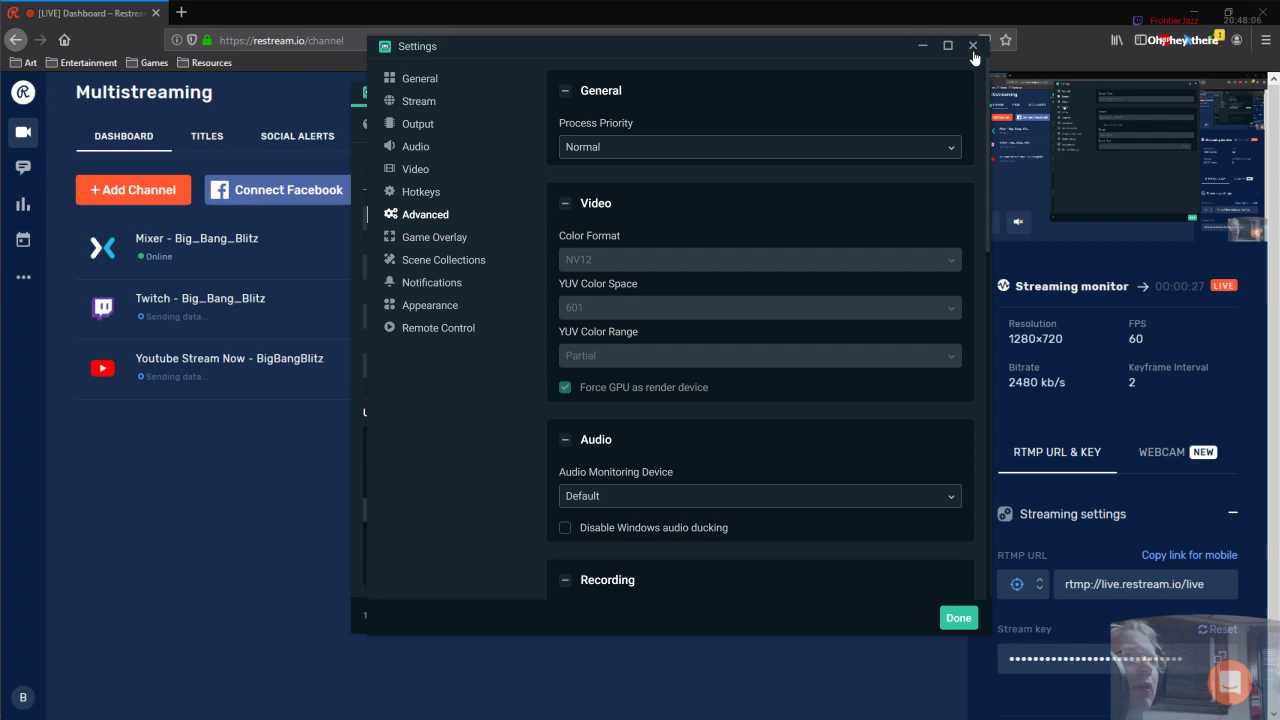 [LIVE] Dashboard – Restrea
FrontierJazz
20:48:06
https://restream.io/channel
Oh, hey there
Art
Entertainment
Games
Resources
Settings
Multistreaming
DASHBOARD
TITLES
SOCIAL ALERTS
+ Add Channel
Connect Facebook
Mixer - Big_Bang_Blitz
Online
Twitch - Big_Bang_Blitz
Sending data...
Youtube Stream Now - BigBangBlitz
Sending data...
B
General
Stream
Output
Audio
Video
Hotkeys
Advanced
Game Overlay
Scene Collections
Notifications
Appearance
Remote Control
General
Process Priority
Normal
Video
Color Format
NV12
YUV Color Space
601
YUV Color Range
Partial
Force GPU as render device
Audio
Audio Monitoring Device
Default
Disable Windows audio ducking
Recording
Done
Streaming monitor → 00:00:27 LIVE
Resolution
FPS
1280×720
60
Bitrate
Keyframe Interval
2480 kb/s
2
RTMP URL & KEY
WEBCAM NEW
Streaming settings
RTMP URL
Copy link for mobile
rtmp://live.restream.io/live
Stream key
Reset